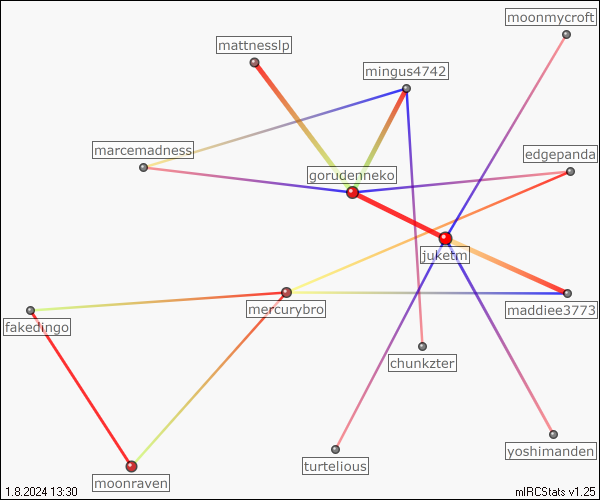 moonmycroft
mattnesslp
mingus4742
marcemadness
edgepanda
gorudenneko
juketm
mercurybro
maddiee3773
fakedingo
chunkzter
yoshimanden
turtelious
moonraven
1.8.2024 13:30
mIRCStats v1.25